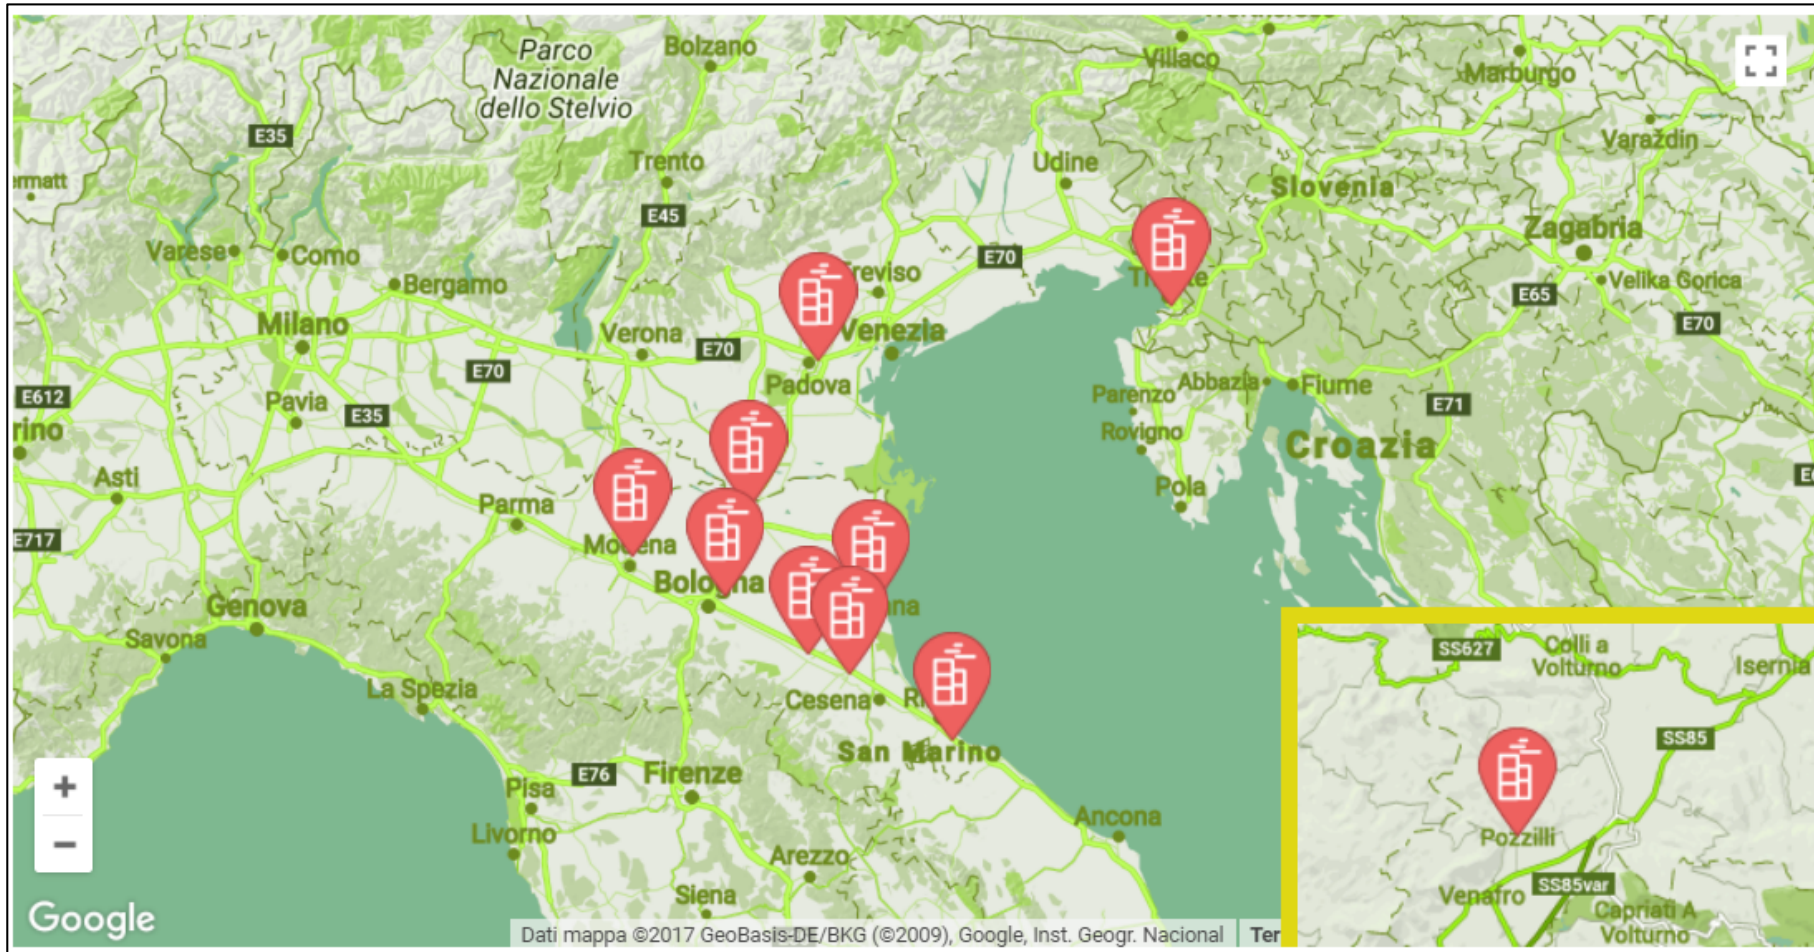 Parco
Nazionale
dello Stelvio
Bolzano
Villaco
Marburgo
E35
Varaždin
Trento
Udine
ermatt
Slovenia
E45
Zagabria
Varese
Como
E70
Treviso
Bergamo
Velika Gorica
E65
Milano
Verona
Venezia
E70
E70
E70
Padova
Abbazia
Fiume
Parenzo
E612
Pavia
E35
E71
rino
Rovigno
Croazia
Asti
Parma
Pola
E717
Modena
Bologna
Genova
Savona
La Spezia
Cesena
San Marino
Pisa
E76
Firenze
Livorno
Ancona
Arezzo
Siena
SS627
Colli a
Volturno
Isernia
SS85
Pozzilli
Venafro
SS85var
Capriati A
Volturno
+
−
Google
Dati mappa ©2017 GeoBasis-DE/BKG (©2009), Google, Inst. Geogr. Nacional
Ter